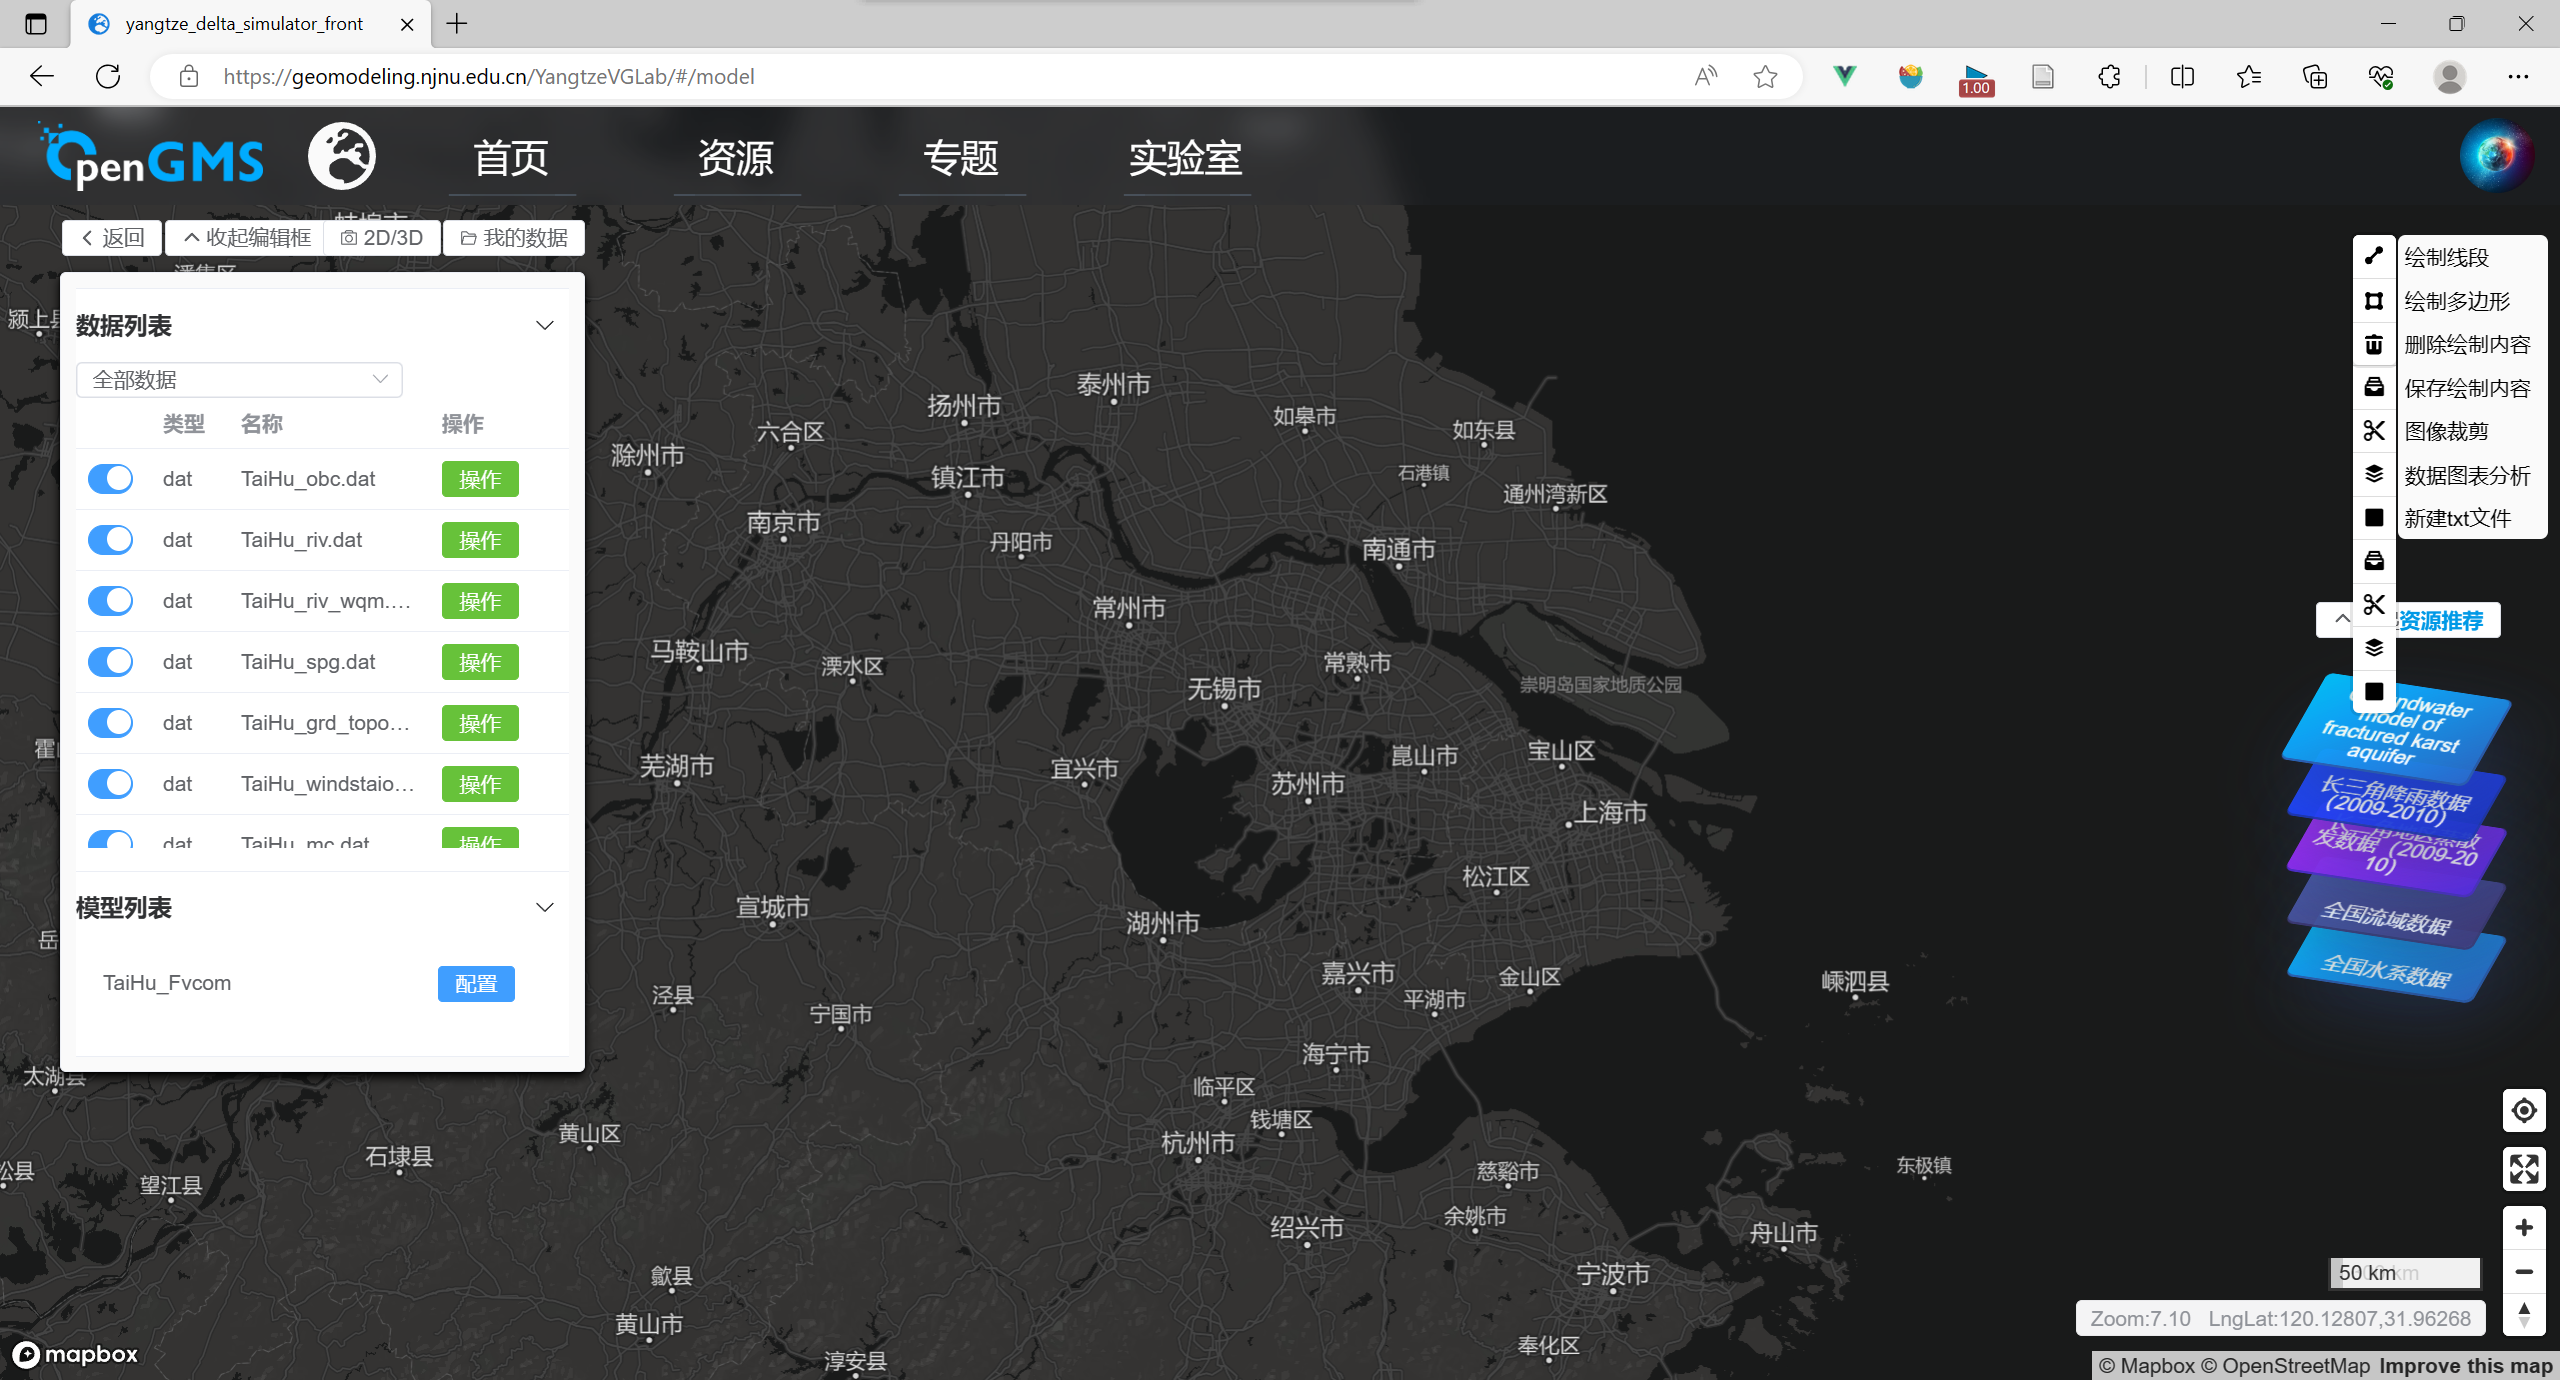 yangtze_delta_simulator_front
https://geomodeling.njnu.edu.cn/YangtzeVGLab/#/model
1.00
OpenGMS
首页
资源
专题
实验室
返回
收起编辑框
2D/3D
我的数据
数据列表
全部数据
类型 名称 操作
dat TaiHu_obc.dat 操作
dat TaiHu_riv.dat 操作
dat TaiHu_riv_wqm.... 操作
dat TaiHu_spg.dat 操作
dat TaiHu_grd_topo... 操作
dat TaiHu_windstaio... 操作
dat TaiHu_mc.dat 操作
模型列表
TaiHu_Fvcom 配置
绘制线段
绘制多边形
删除绘制内容
保存绘制内容
图像裁剪
数据图表分析
新建txt文件
资源推荐
model of
fractured karst
aquifer
长三角降雨数据
(2009-2010)
发数据 (2009-20
10)
全国流域数据
全国水系数据
颍上县
泰州市
扬州市
如皋市
六合区
如东县
滁州市
石港镇
镇江市
通州湾新区
南京市
丹阳市
南通市
常州市
马鞍山市
溧水区
常熟市
无锡市
崇明岛国家地质公园
芜湖市
宜兴市
苏州市
崑山市
宝山区
上海市
松江区
宣城市
湖州市
泾县
宁国市
嘉兴市
平湖市
金山区
嵊泗县
海宁市
太湖县
临平区
钱塘区
黄山区
杭州市
石埭县
望江县
慈谿市
东极镇
余姚市
绍兴市
舟山市
歙县
宁波市
黄山市
奉化区
淳安县
50 km
Zoom:7.10 LngLat:120.12807,31.96268
mapbox
© Mapbox © OpenStreetMap Improve this map